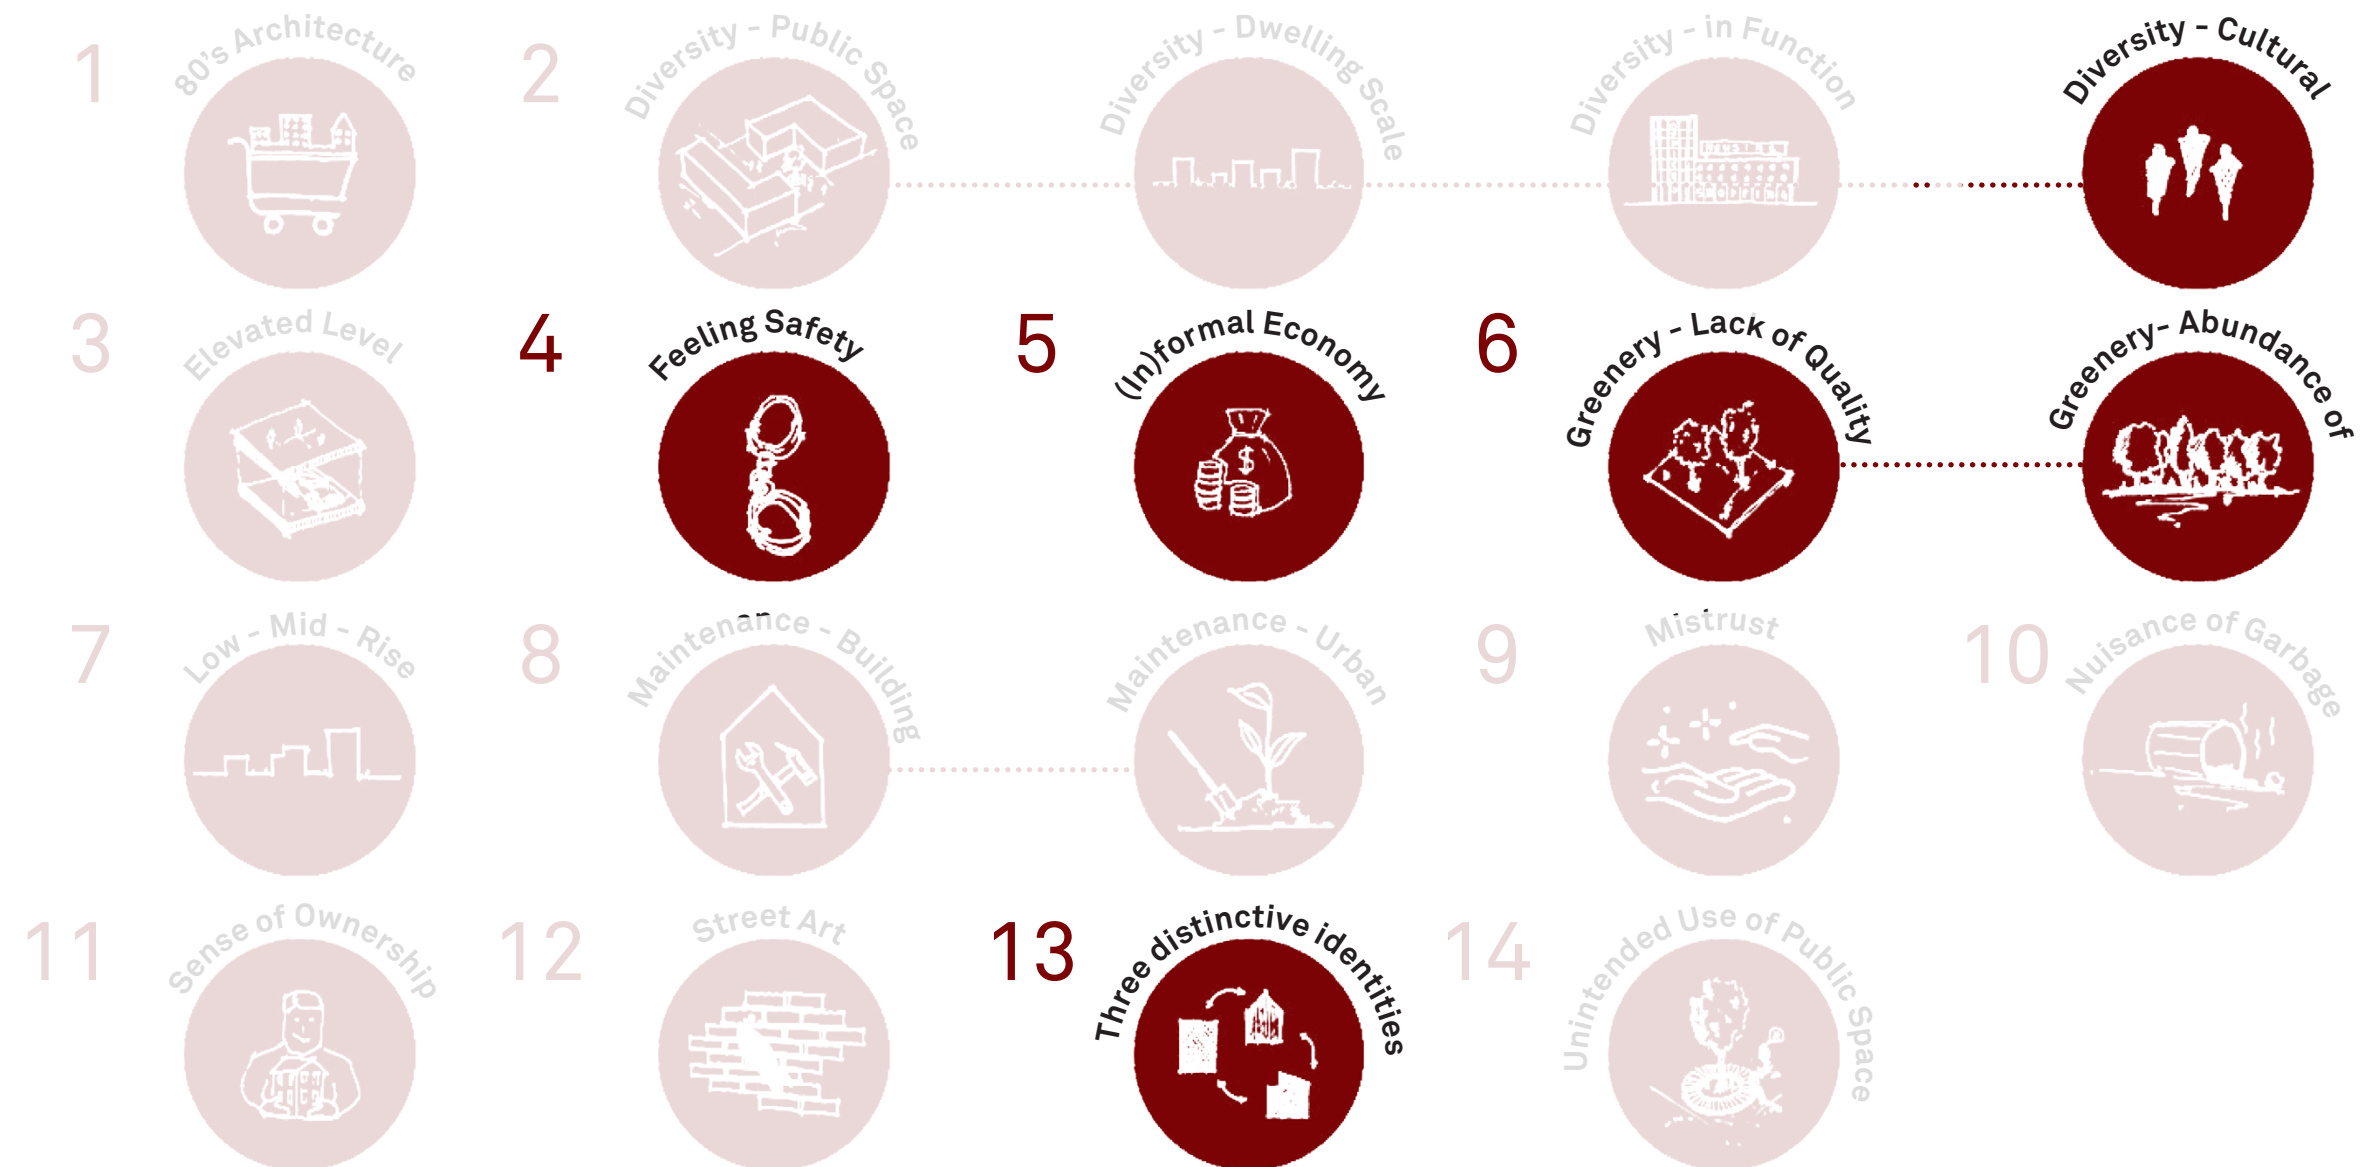 1
80's Architecture
2
Diversity - Public Space
Diversity - Dwelling Scale
Diversity - in Function
Diversity - Cultural
3
Elevated Level
4
Feeling Safety
5
(In)formal Economy
6
Greenery - Lack of Quality
Greenery- Abundance of
$
7
Low - Mid - Rise
8
Maintenance - Building
Maintenance - Urban
9
Mistrust
10
Nuisance of Garbage
11
Sense of Ownership
12
Street Art
13
Three distinctive identities
14
Unintended Use of Public Space